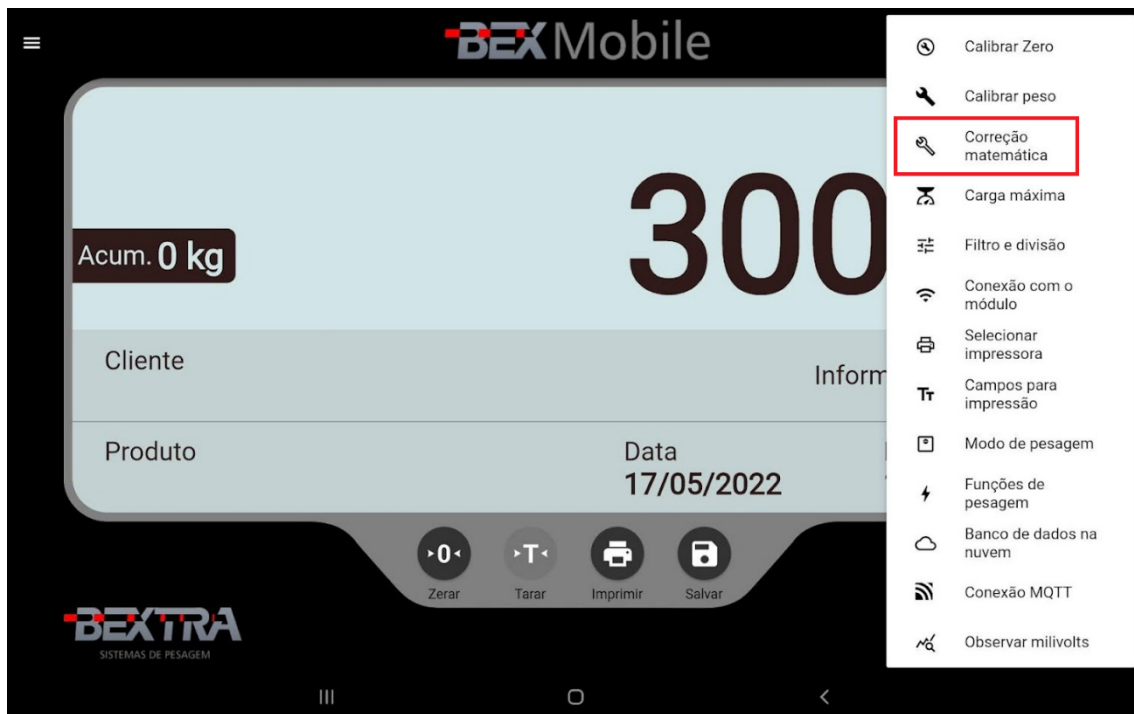 BEX Mobile
300
Acum. 0 kg
Cliente
Inform
Produto
Data
17/05/2022
0
T
Zerar
Tarar
Imprimir
Salvar
BEXTRA
SISTEMAS DE PESAGEM
Calibrar Zero
Calibrar peso
Correção
matemática
Carga máxima
Filtro e divisão
Conexão com o
módulo
Selecionar
impressora
Tт
Campos para
impressão
Modo de pesagem
Funções de
pesagem
Banco de dados na
nuvem
Conexão MQTT
Observar milivolts